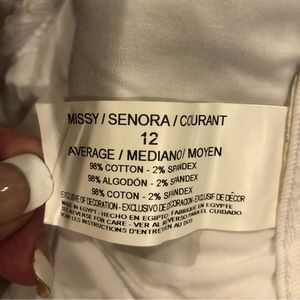 MISSY / SENORA / COURANT
12
AVERAGE / MEDIANO/ MOYEN
98% COTTON - 2% SPANDEX
98% ALGODÓN - 2% SPANDEX
98% COTON - 2% SPANDEX
EXCLUSIVE OF DECORATION - EXCLUSIVO DE DECORACION - EXCLUSIF DE DÉCOR
MADE IN EGYPT - HECHO EN EGIPTO - FABRIQUE EN EGYPTE
SEE REVERSE FOR CARE - VER AL REVERSO PARA EL CUIDADO
VOIR LES INSTRUCTIONS D'ENTRETIEN AU DOS